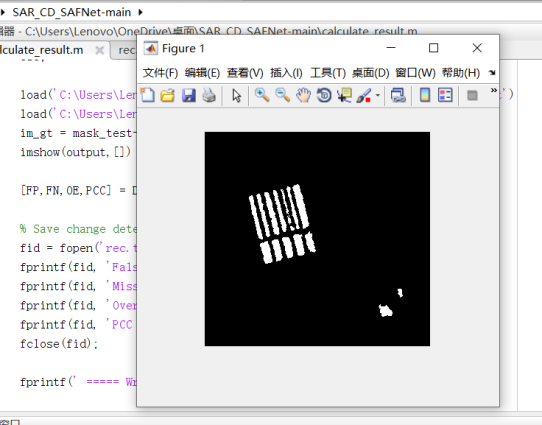 SAR_CD_SAFNet-main
器 - C:\Users\Lenovo\OneDrive\桌面\SAR_CD_SAFNet-main\calculate_result.m
lculate_result.m
rec
Figure 1
文件(F) 编辑(E) 查看(V) 插入(I) 工具(T) 桌面(D) 窗口(W) 帮助(H)
load('C:\Users\Len
')
load('C:\Users\Len
im_gt = mask_test
imshow(output,[])
[FP,FN,OE,PCC] = D
% Save change dete
fid = fopen('rec.t
fprintf(fid, 'Fals
fprintf(fid, 'Miss
fprintf(fid, 'Over
fprintf(fid, 'PCC
fclose(fid);
fprintf(' ===== Wr